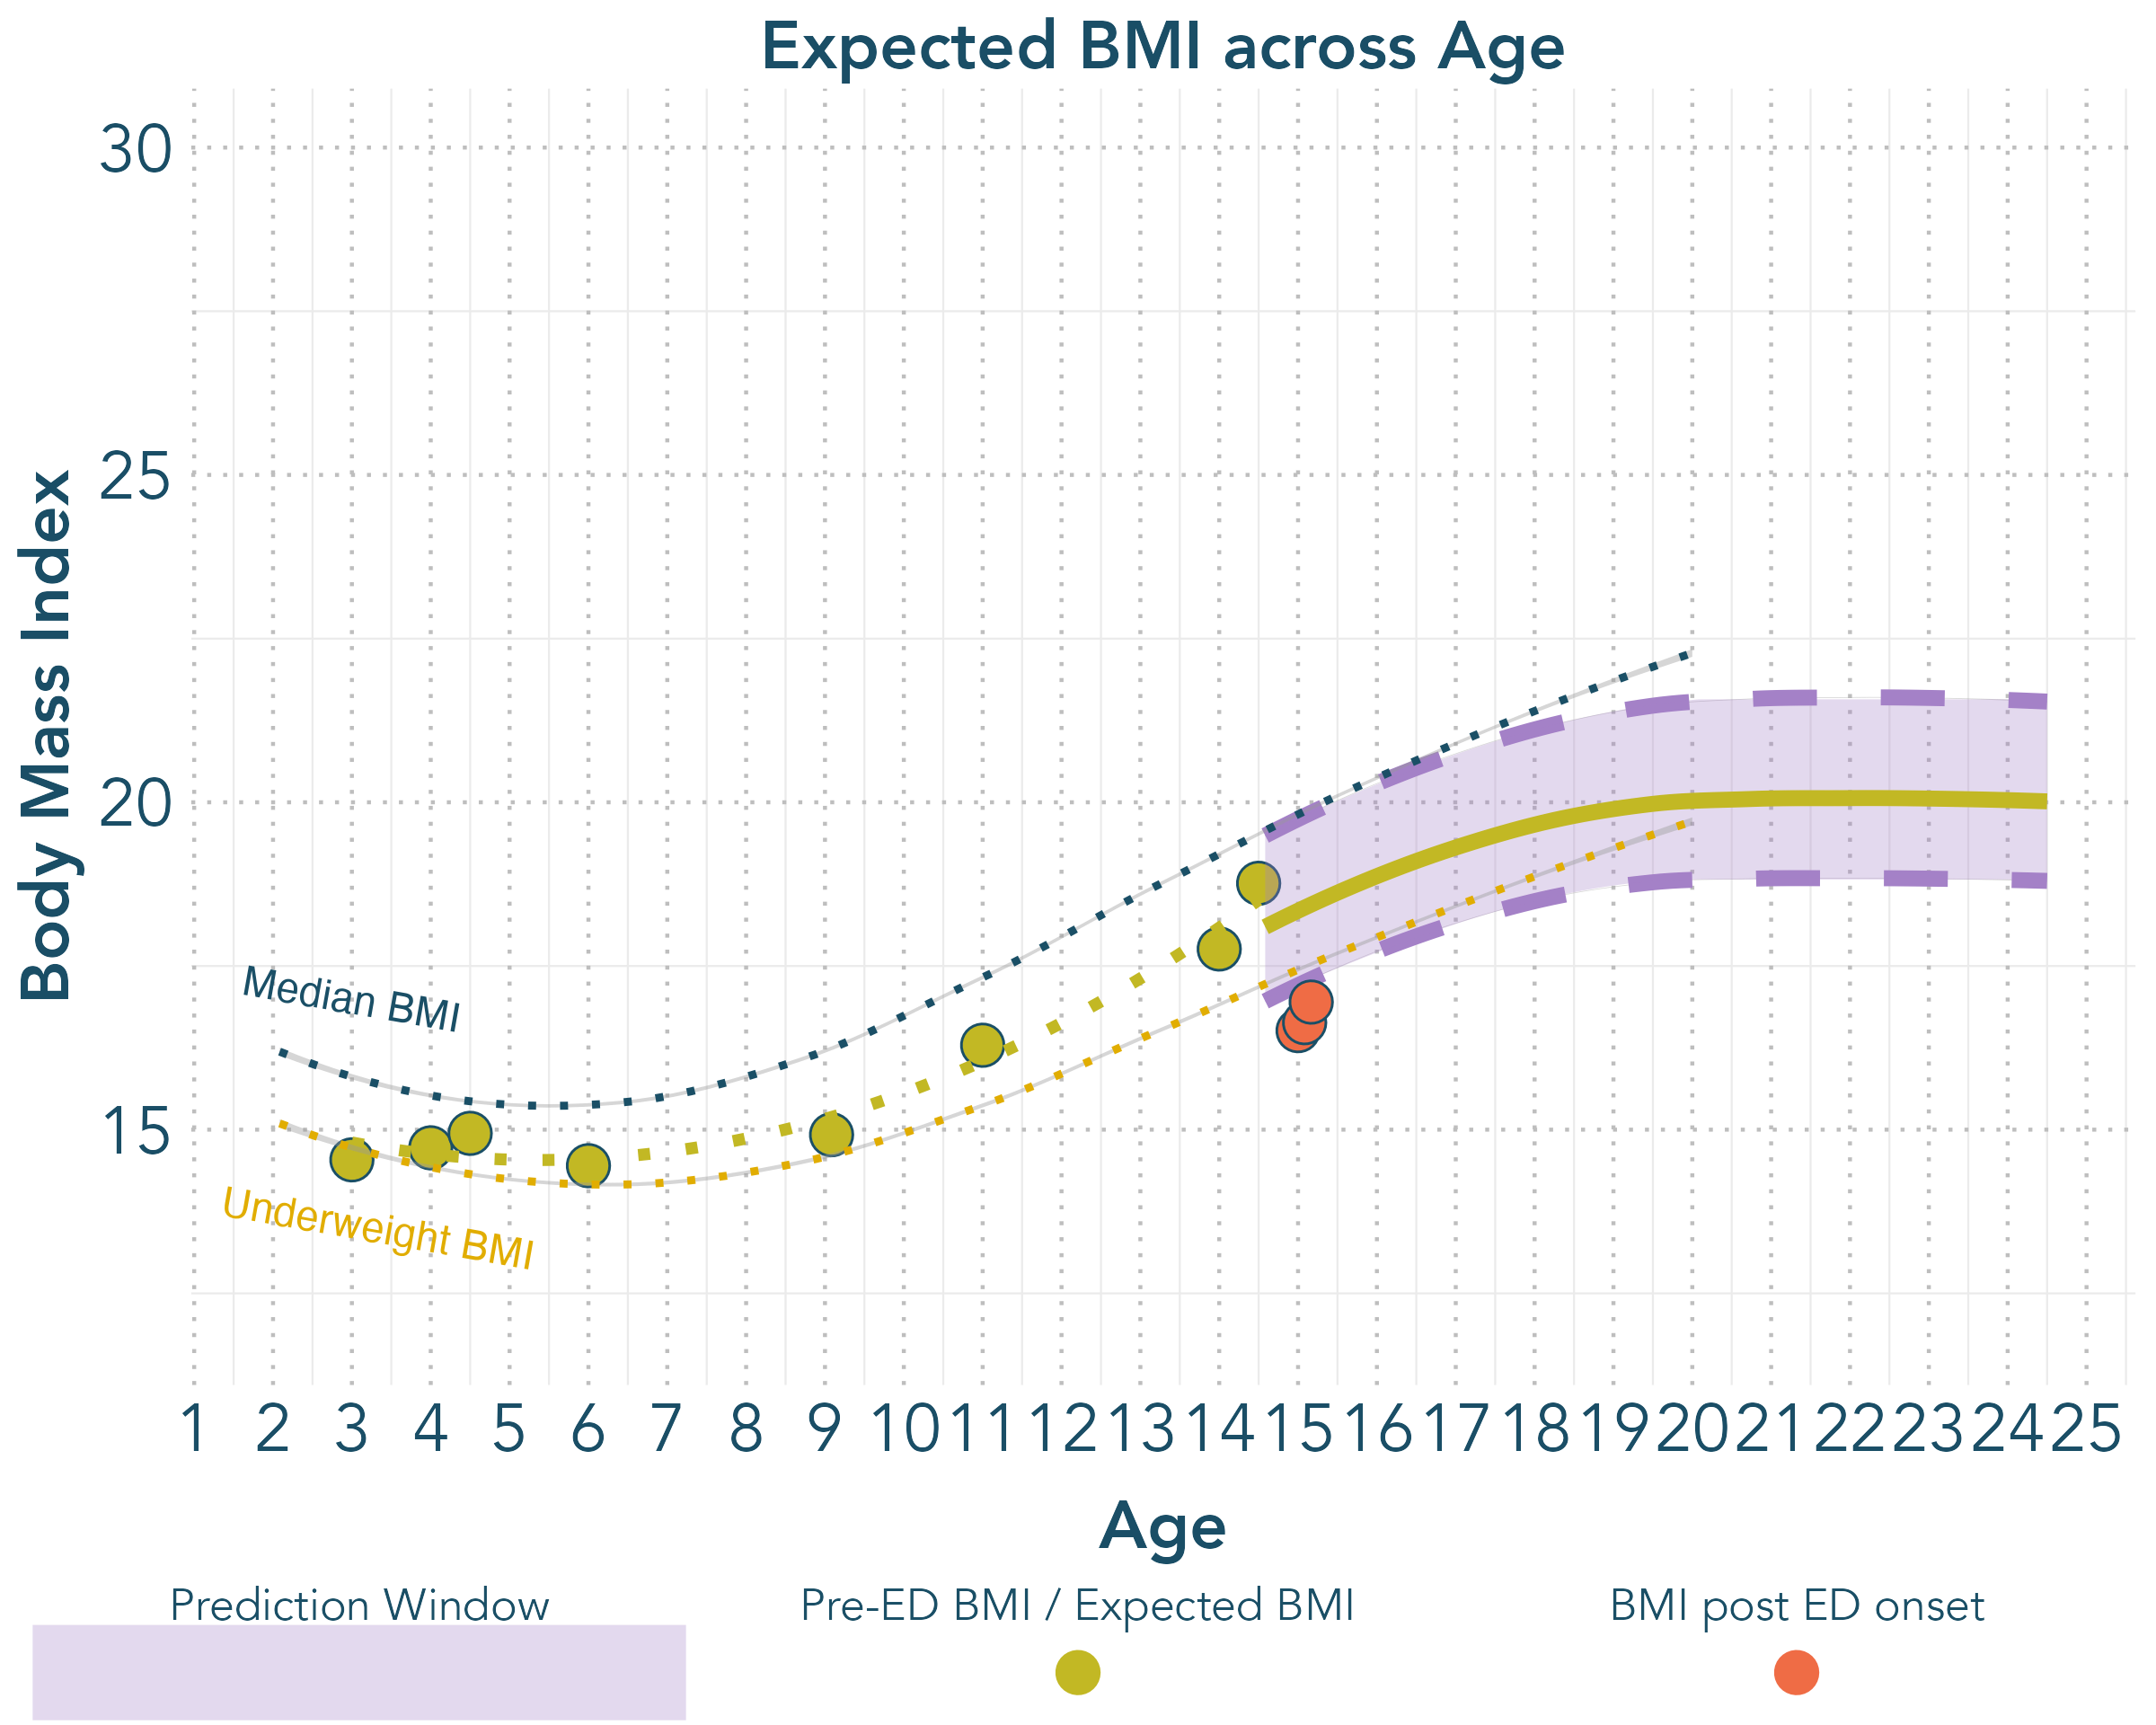 Expected BMI across Age
Body Mass Index
30
25
20
15
Median BMI
Underweight BMI
1 2 3 4 5 6 7 8 9 10 11 12 13 14 15 16 17 18 19 20 21 22 23 24 25
Age
Prediction Window
Pre-ED BMI / Expected BMI
BMI post ED onset